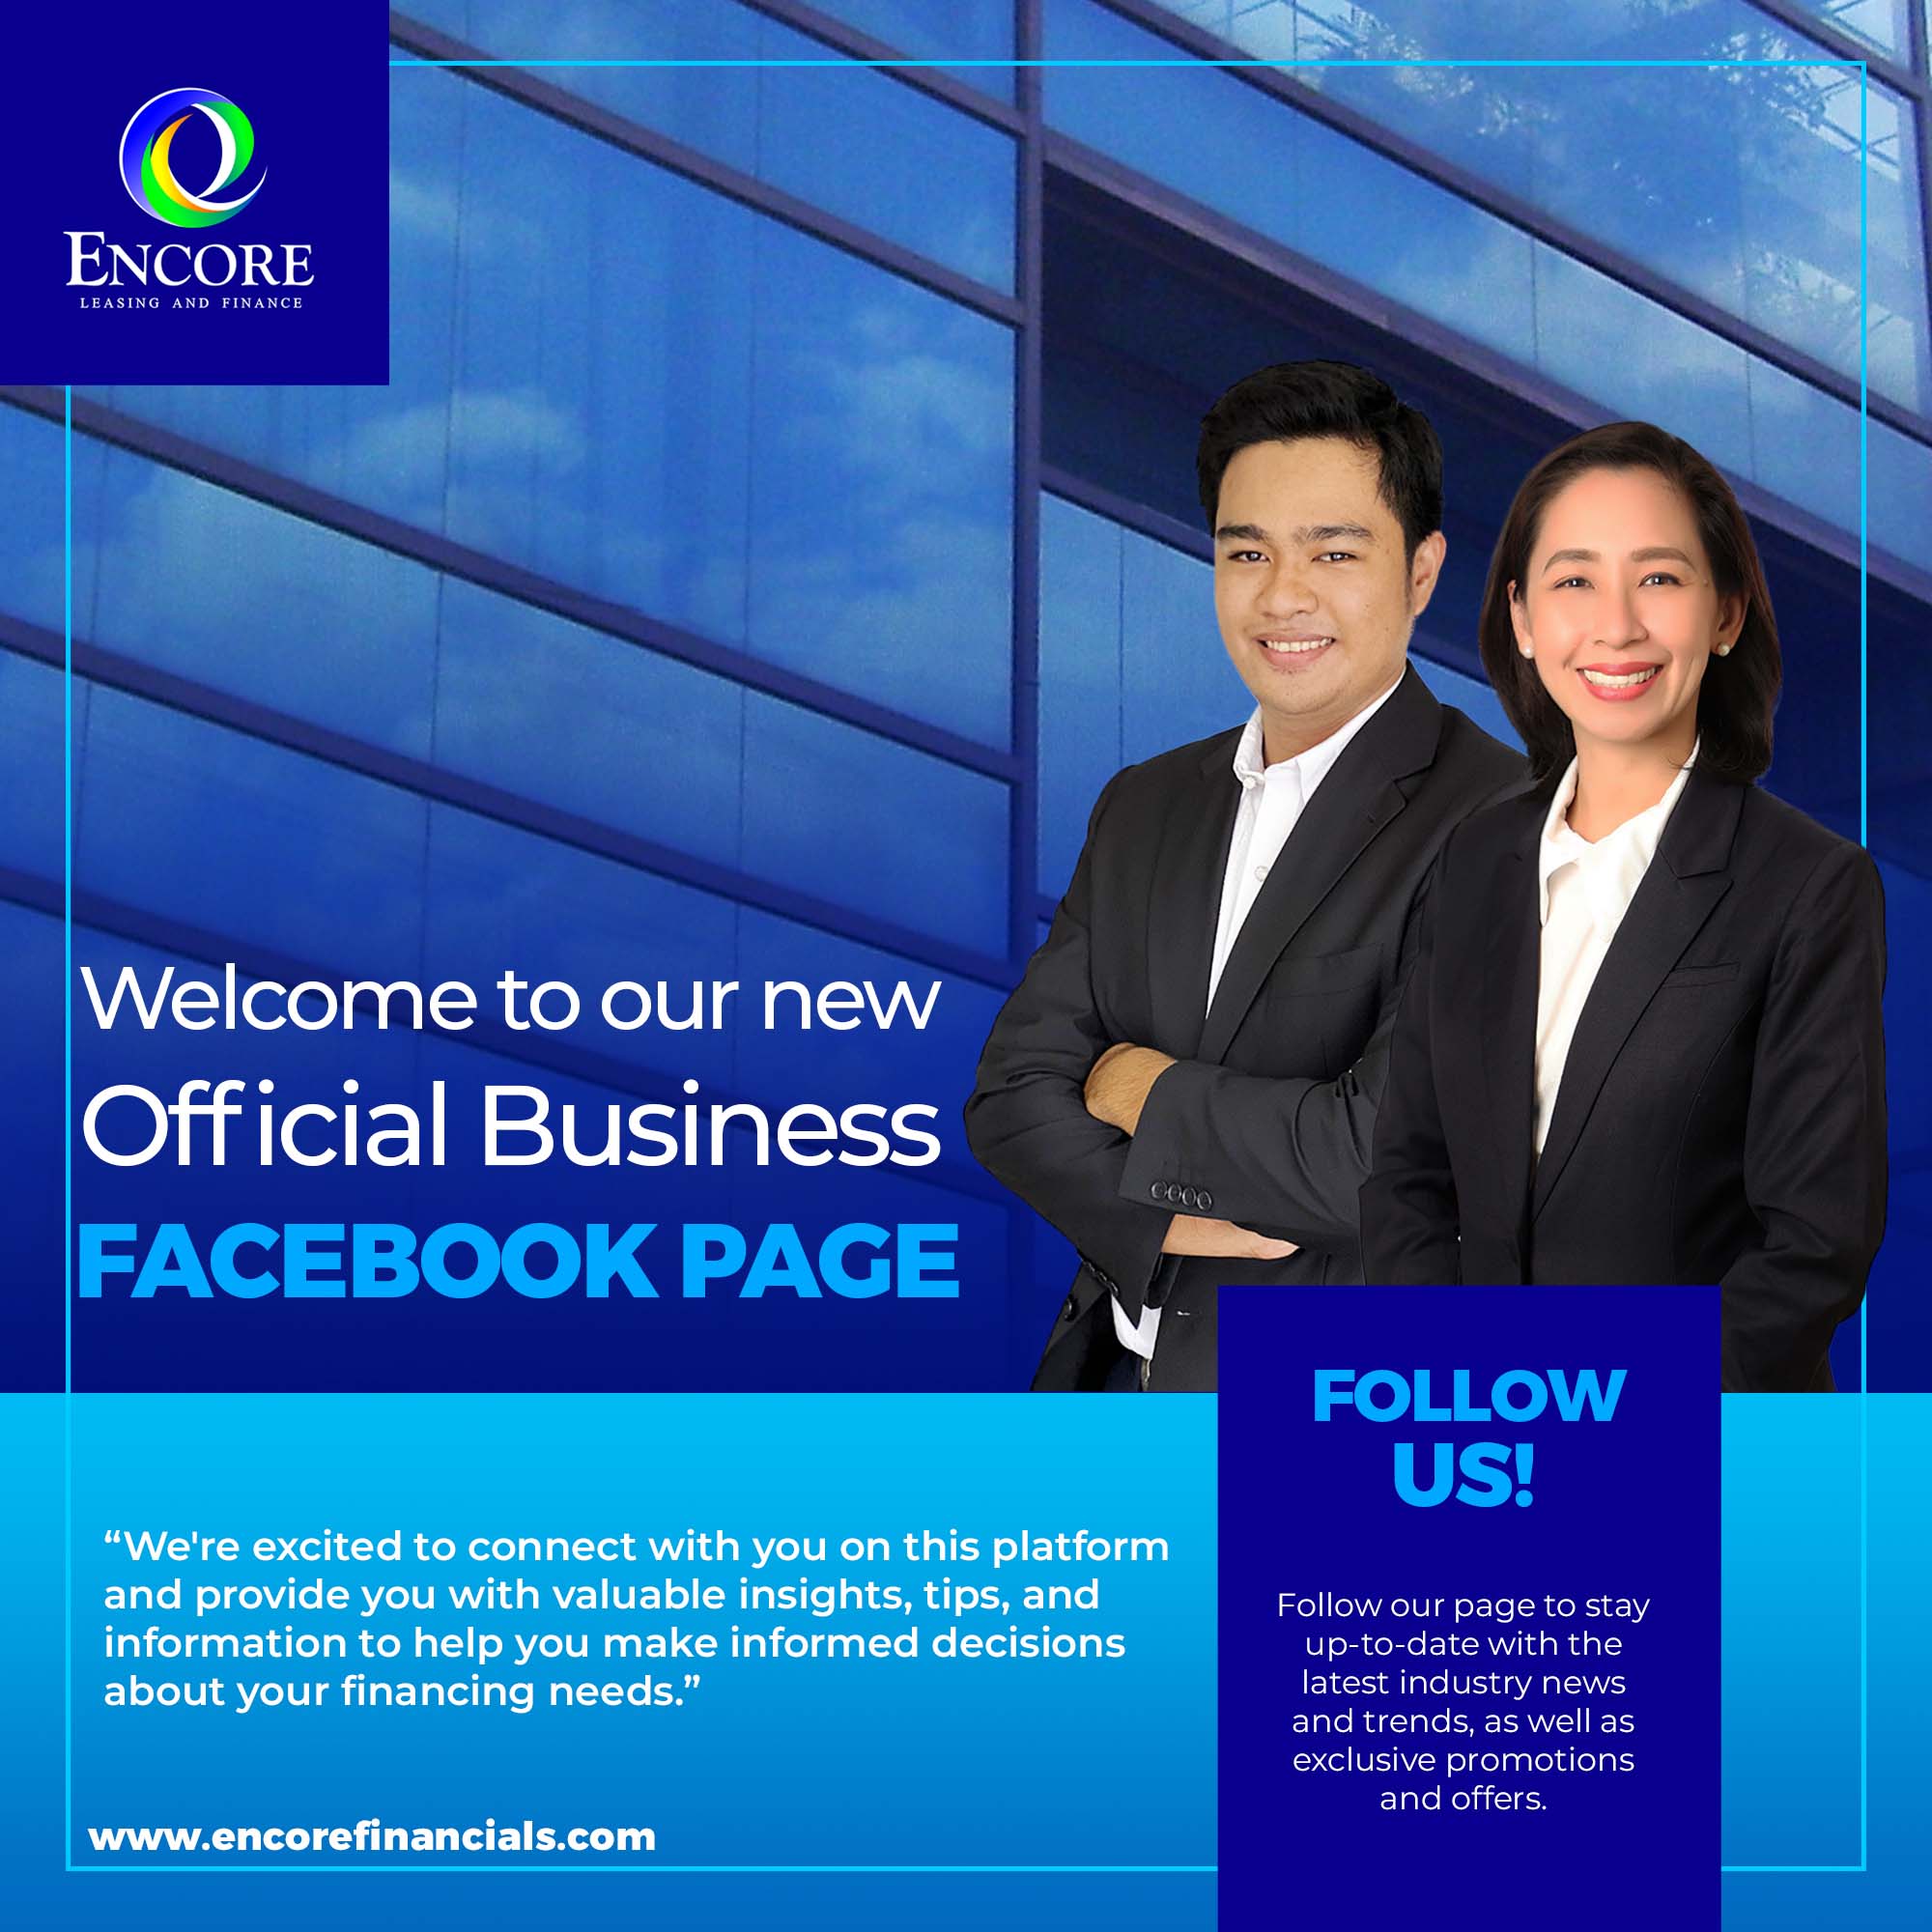 ENCORE
LEASING AND FINANCE
Welcome to our new
Official Business
FACEBOOK PAGE
FOLLOW
US!
“We're excited to connect with you on this platform
and provide you with valuable insights, tips, and
information to help you make informed decisions
about your financing needs.”
Follow our page to stay
up-to-date with the
latest industry news
and trends, as well as
exclusive promotions
and offers.
www.encorefinancials.com